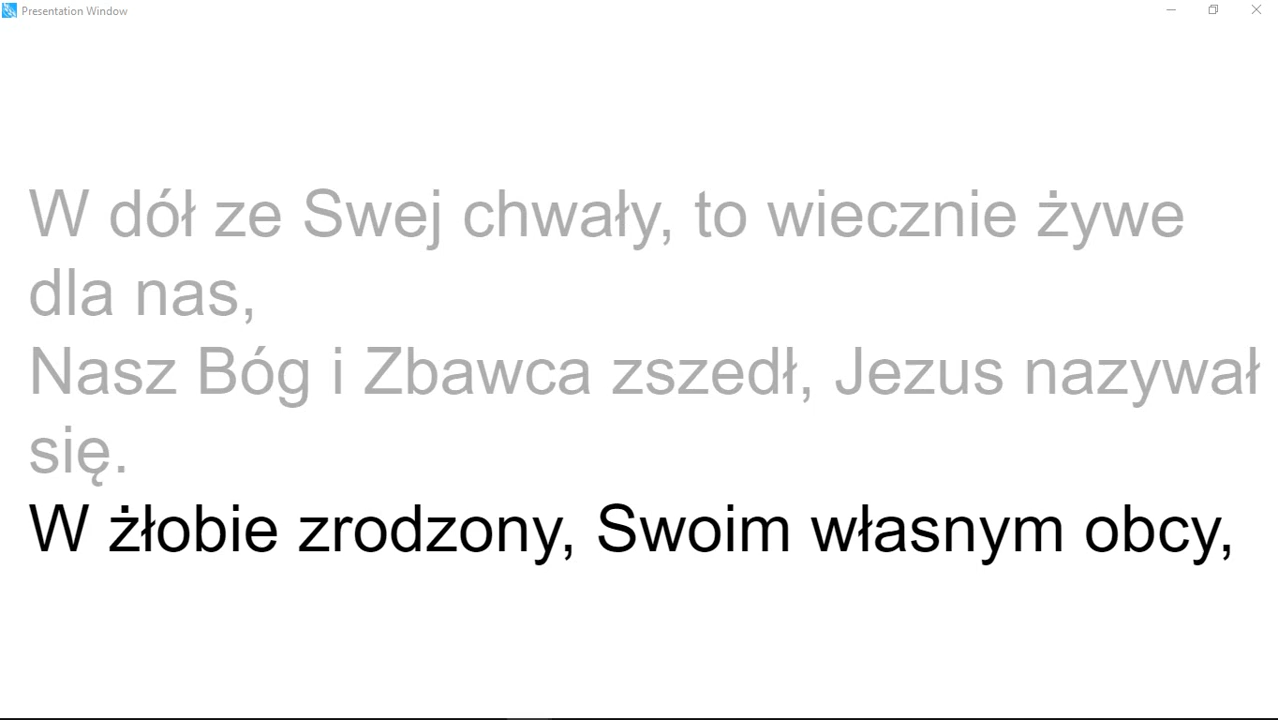 Presentation Window
W dół ze Swej chwały, to wiecznie żywe
dla nas,
Nasz Bóg i Zbawca zszedł, Jezus nazywał
się.
W żłobie zrodzony, Swoim własnym obcy,